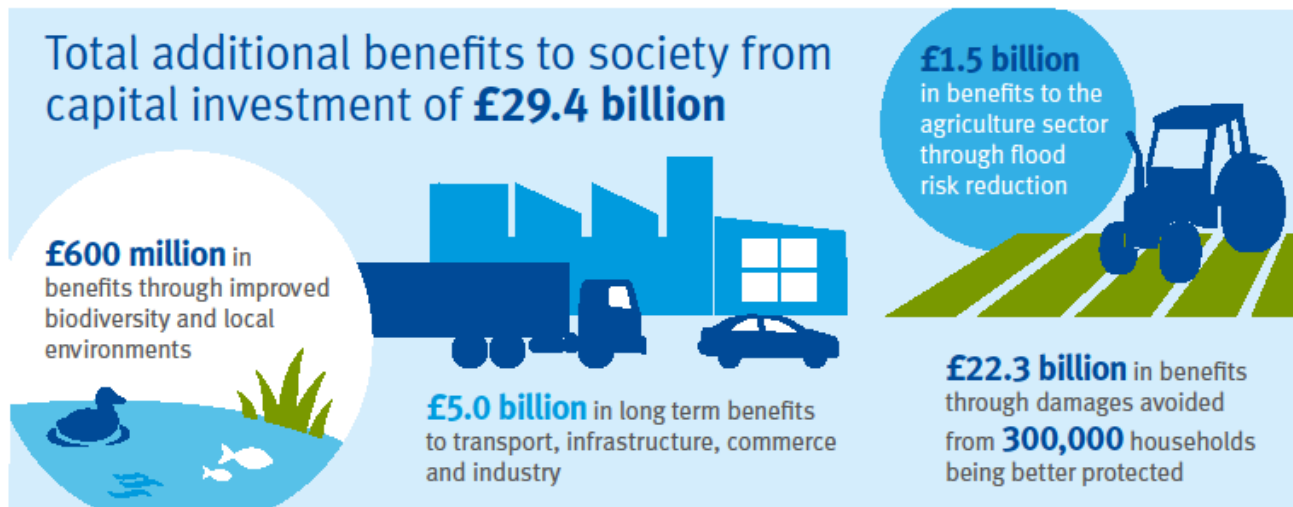 Total additional benefits to society from
capital investment of £29.4 billion
£600 million in
benefits through improved
biodiversity and local
environments
£5.0 billion in long term benefits
to transport, infrastructure, commerce
and industry
£1.5 billion
in benefits to the
agriculture sector
through flood
risk reduction
£22.3 billion in benefits
through damages avoided
from 300,000 households
being better protected